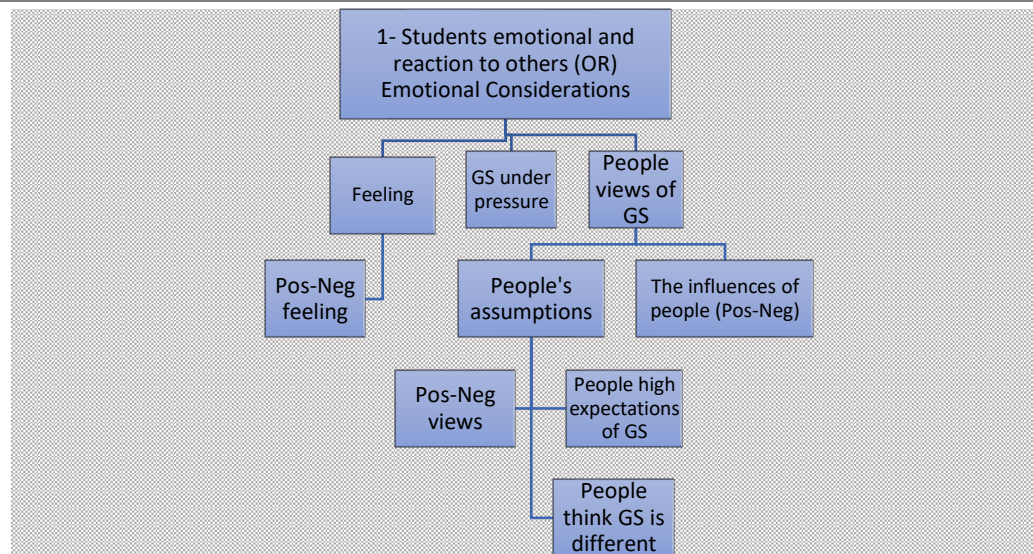 1- Students emotional and
reaction to others (OR)
Emotional Considerations
Feeling
GS under
pressure
People
views of
GS
Pos-Neg
feeling
People's
assumptions
The influences of
people (Pos-Neg)
Pos-Neg
views
People high
expectations
of GS
People
think GS is
different